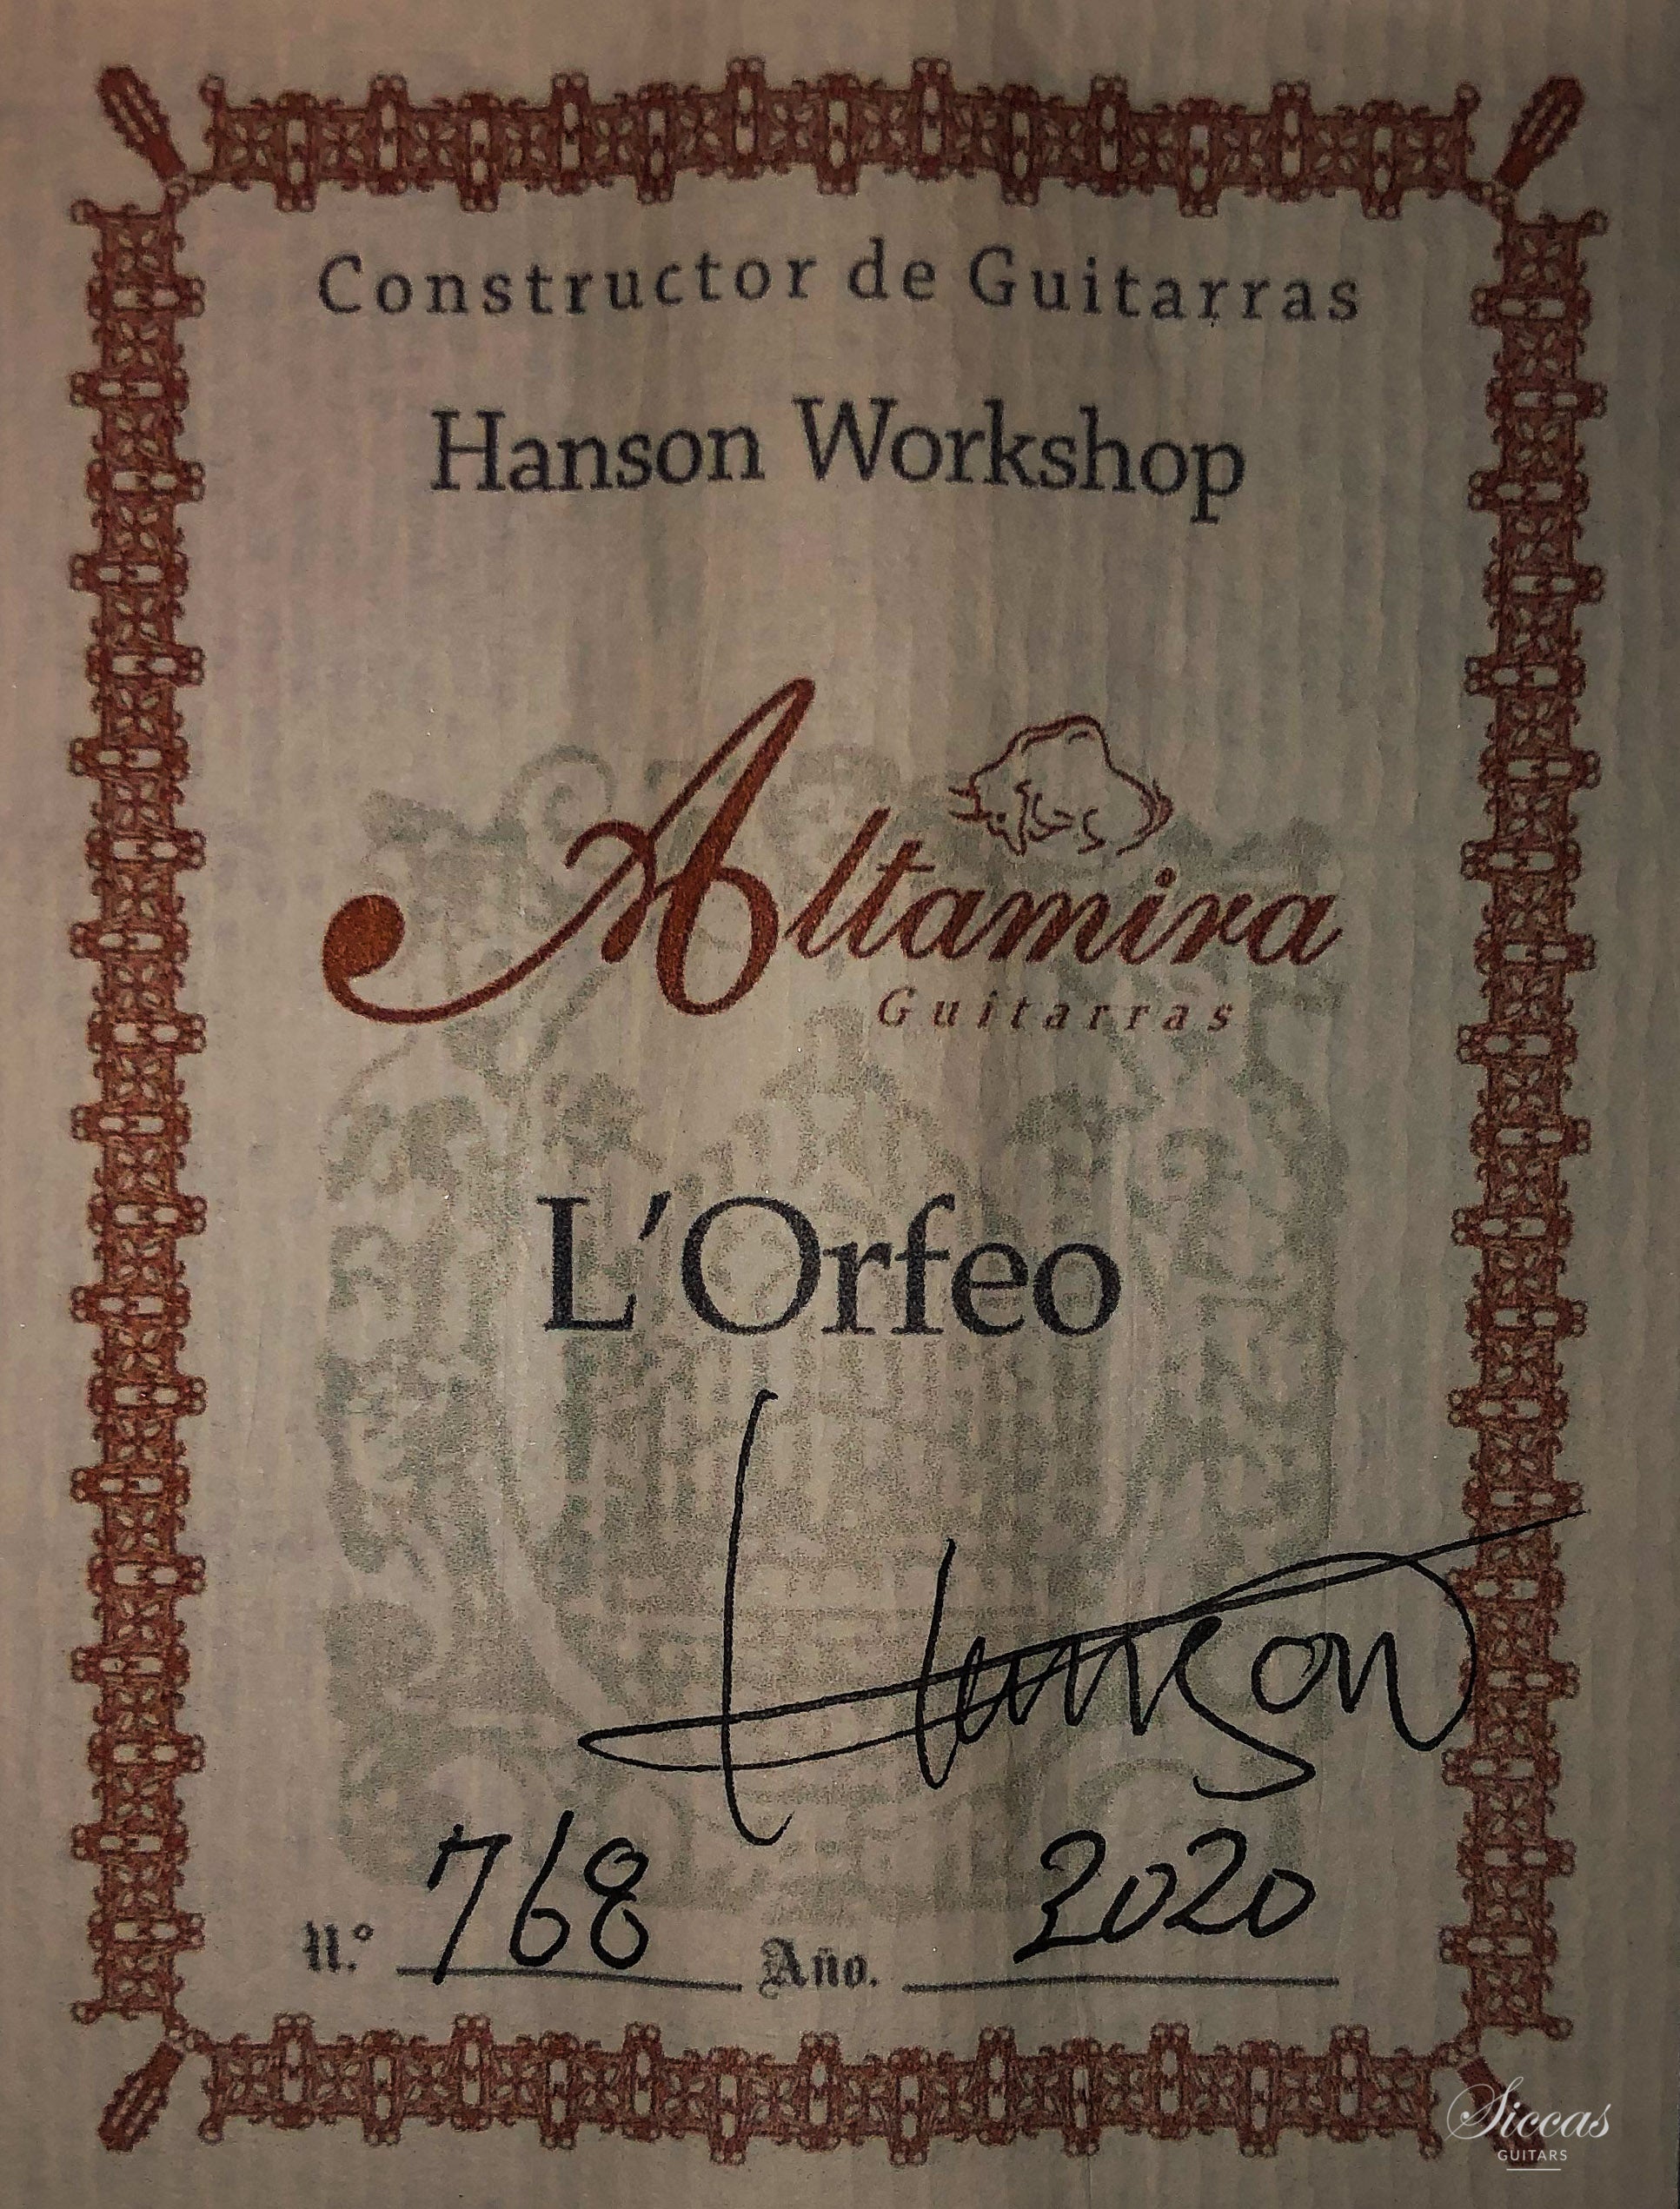 Constructor de Guitarras
Hanson Workshop
Altamira
Guitarras
L'Orfeo
Hanson
N.º 768 Año. 2020
Siccas
GUITARS